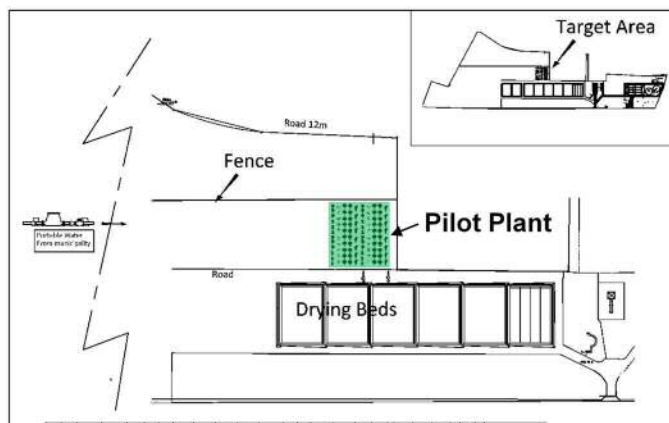 Target Area
Road 12m
Fence
Portable Water
From municipality
Pilot Plant
Road
Drying Beds